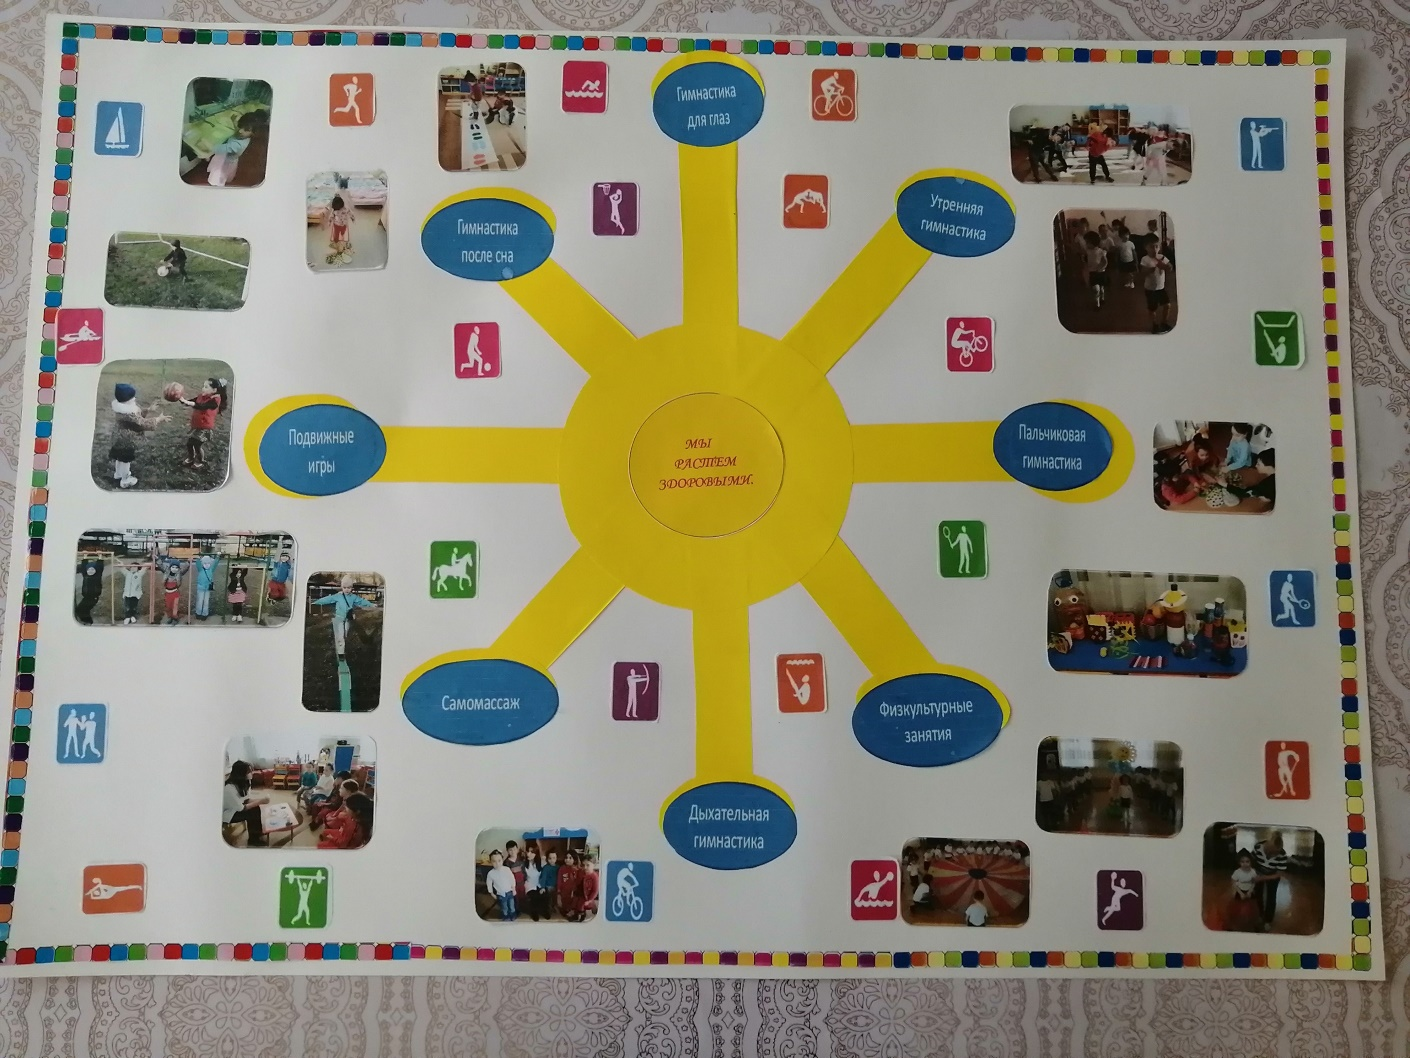 Гимнастика
для глаз
Утренняя
гимнастика
Гимнастика
после сна
Подвижные
игры
МЫ
РАСТЕМ
ЗДОРОВЫМИ.
Пальчиковая
гимнастика
Самомассаж
Физкультурные
занятия
Дыхательная
гимнастика